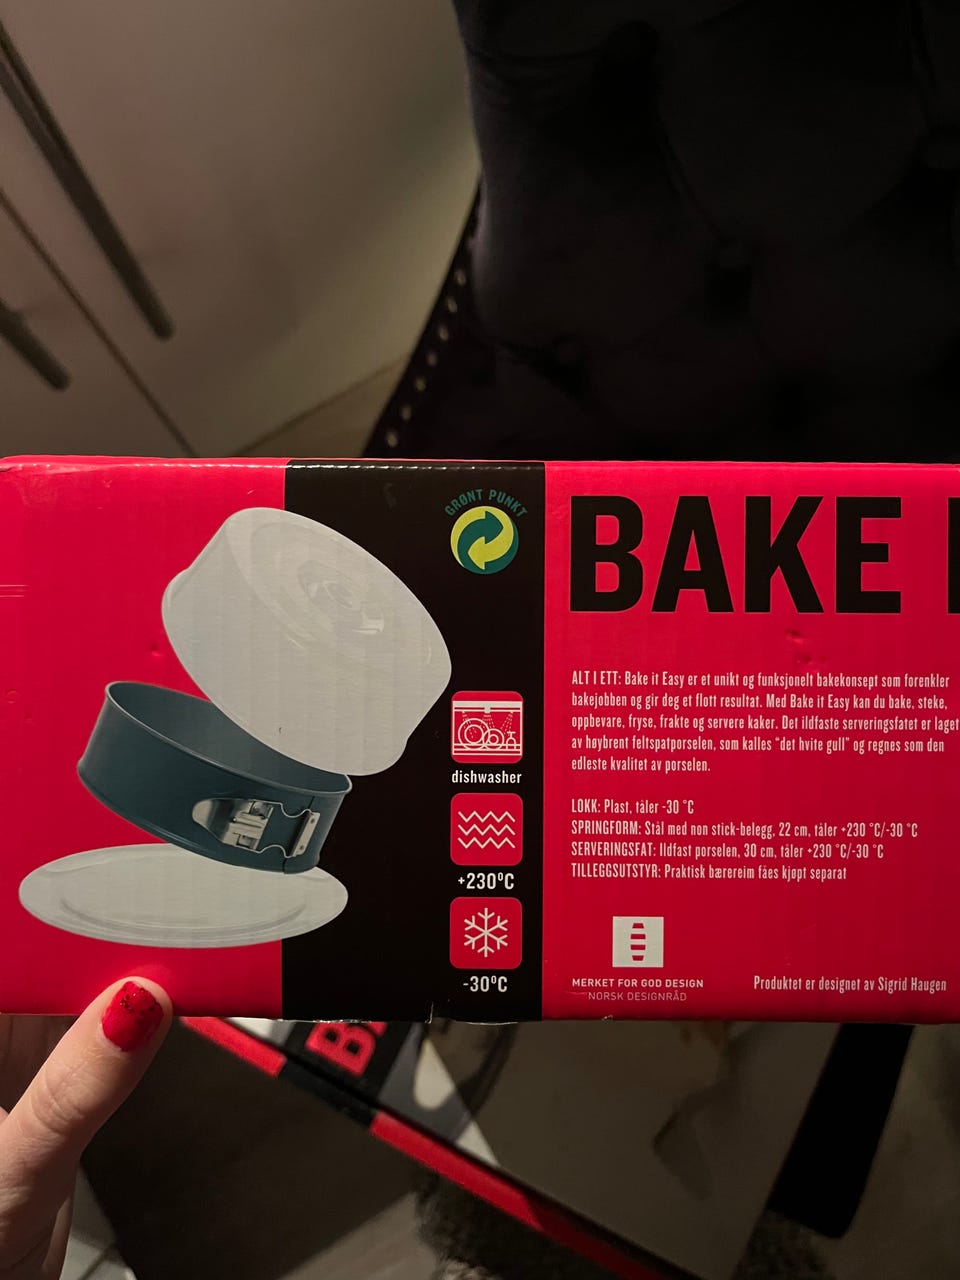 GRØNT PUNKT
dishwasher
+230°C
-30°C
BAKE
ALT I ETT: Bake it Easy er et unikt og funksjonelt bakekonsept som forenkler
bakejobben og gir deg et flott resultat. Med Bake it Easy kan du bake, steke,
oppbevare, fryse, frakte og servere kaker. Det ildfaste serveringsfatet er laget
av høybrent feltspatporselen, som kalles "det hvite gull" og regnes som den
edleste kvalitet av porselen.
LOKK: Plast, tåler -30 °C
SPRINGFORM: Stål med non stick-belegg, 22 cm, tåler +230 °C/-30 °C
SERVERINGSFAT: Ildfast porselen, 30 cm, tåler +230 °C/-30 °C
TILLEGGSUTSTYR: Praktisk bærereim fåes kjøpt separat
MERKET FOR GOD DESIGN
NORSK DESIGNRÅD
Produktet er designet av Sigrid Haugen